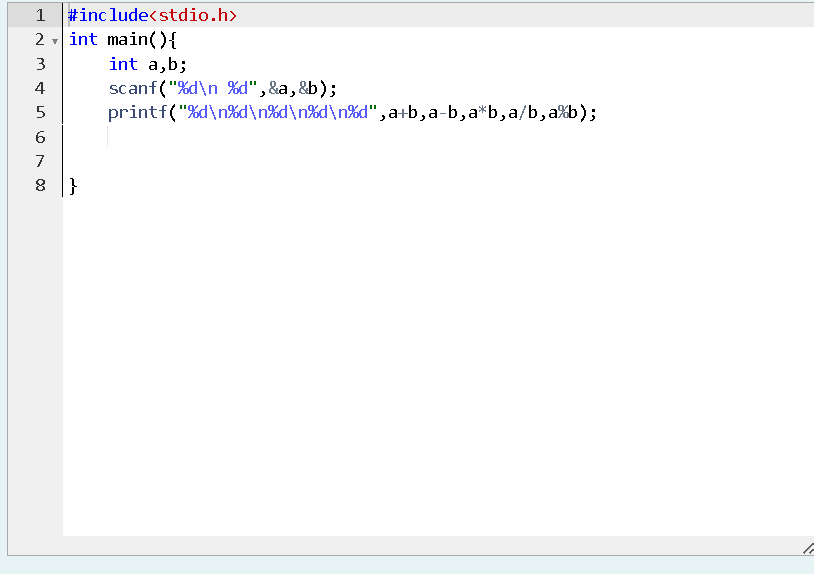 1 #include<stdio.h>
2 int main(){
3 int a,b;
4 scanf("%d\n %d",&a,&b);
5 printf("%d\n%d\n%d\n%d\n%d",a+b,a-b,a*b,a/b,a%b);
6
7
8 }